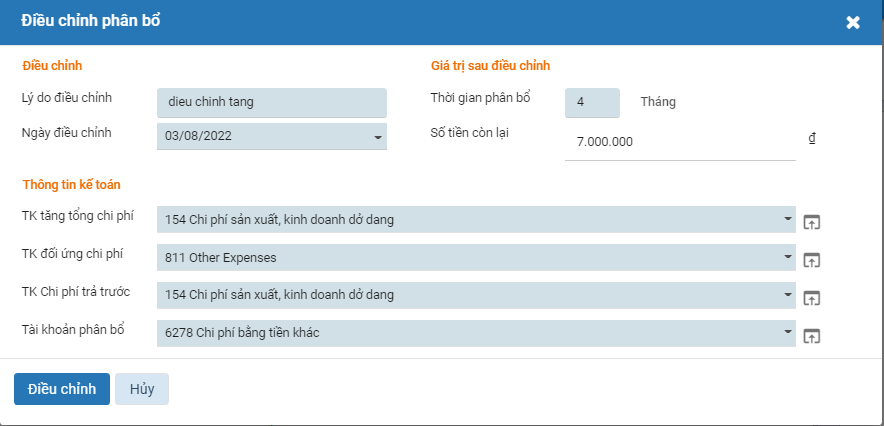 Điều chỉnh phân bổ
Điều chỉnh
Giá trị sau điều chỉnh
Lý do điều chỉnh dieu chinh tang
Thời gian phân bổ 4 Tháng
Ngày điều chỉnh 03/08/2022
Số tiền còn lại 7.000.000 ₫
Thông tin kế toán
TK tăng tổng chi phí 154 Chi phí sản xuất, kinh doanh dở dang
TK đối ứng chi phí 811 Other Expenses
TK Chi phí trả trước 154 Chi phí sản xuất, kinh doanh dở dang
Tài khoản phân bổ 6278 Chi phí bằng tiền khác
Điều chỉnh Hủy